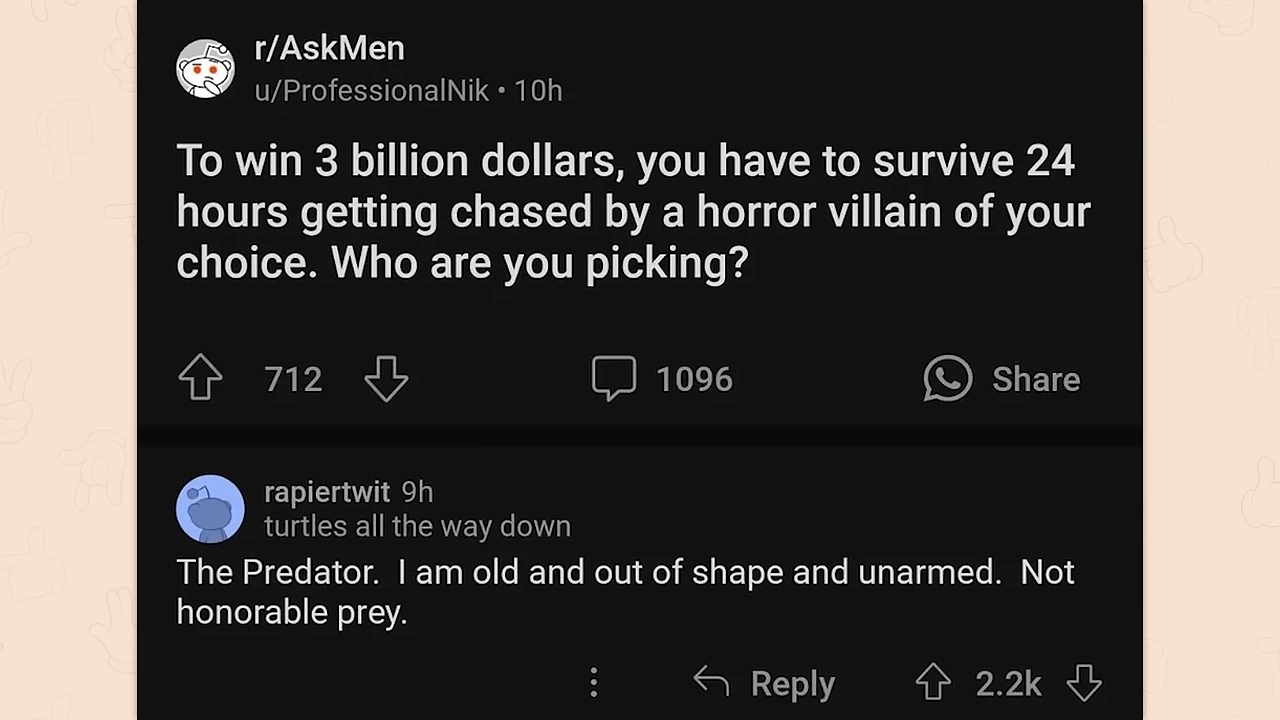 r/AskMen
u/ProfessionalNik • 10h
To win 3 billion dollars, you have to survive 24
hours getting chased by a horror villain of your
choice. Who are you picking?
712 1096 Share
rapiertwit 9h
turtles all the way down
The Predator. I am old and out of shape and unarmed. Not
honorable prey.
Reply 2.2k